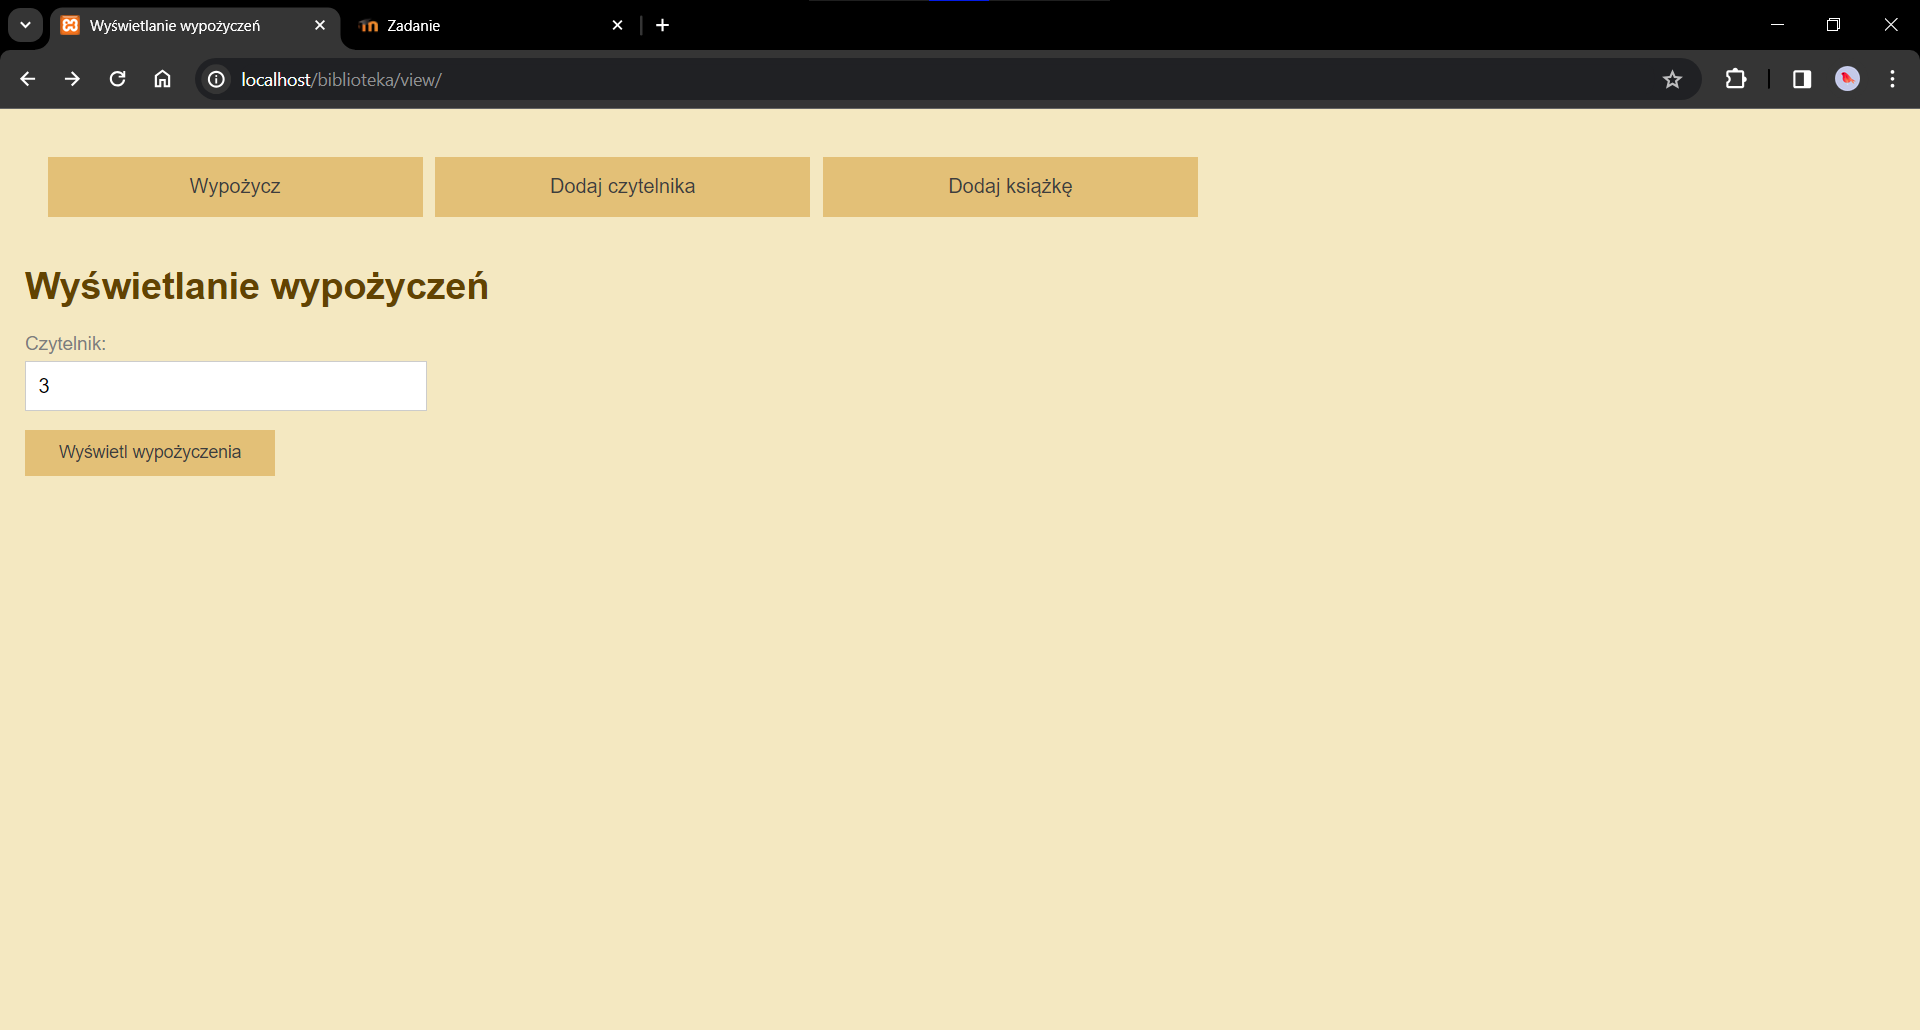 Wyświetlanie wypożyczeń
Zadanie
localhost/biblioteka/view/
Wypożycz
Dodaj czytelnika
Dodaj książkę
Wyświetlanie wypożyczeń
Czytelnik:
3
Wyświetl wypożyczenia